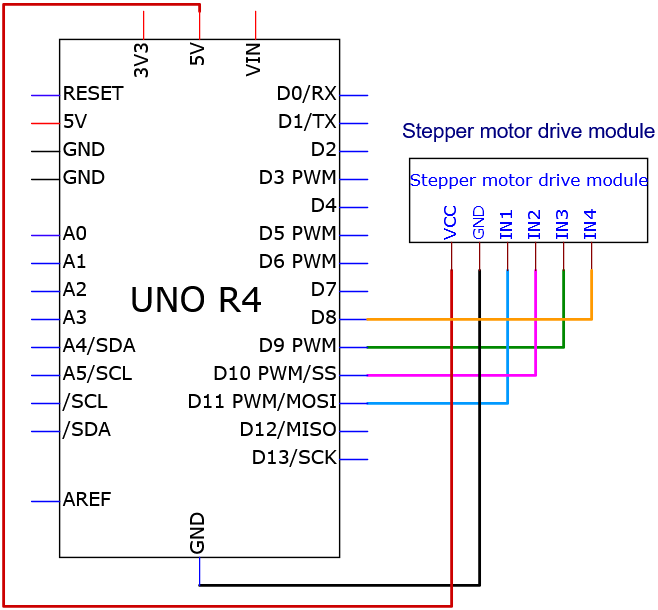 3V3
5V
VIN
RESET
5V
GND
GND
A0
A1
A2
A3
A4/SDA
A5/SCL
/SCL
/SDA
AREF
UNO R4
D0/RX
D1/TX
D2
D3 PWM
D4
D5 PWM
D6 PWM
D7
D8
D9 PWM
D10 PWM/SS
D11 PWM/MOSI
D12/MISO
D13/SCK
GND
Stepper motor drive module
Stepper motor drive module
VCC
GND
IN1
IN2
IN3
IN4